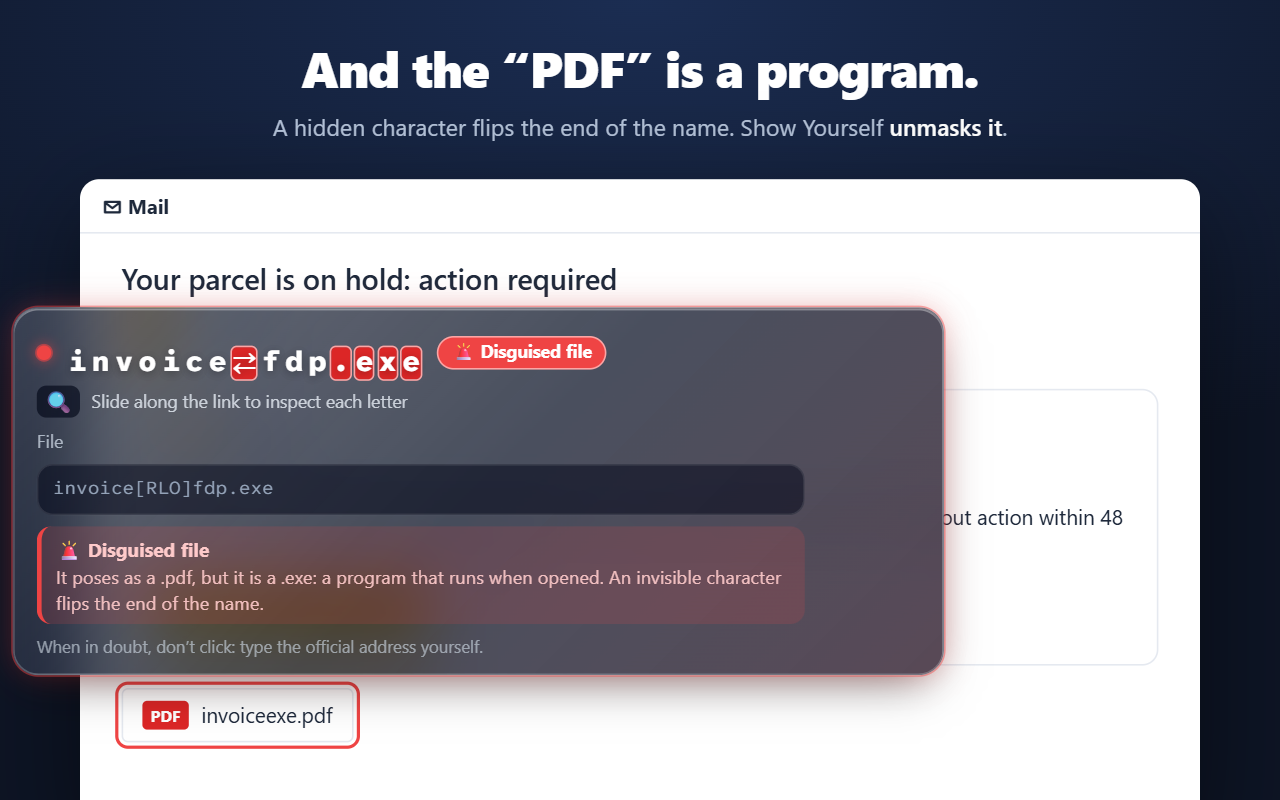 And the “PDF” is a program.
A hidden character flips the end of the name. Show Yourself unmasks it.
Mail
Your parcel is on hold: action required
invoice⇄fdp.exe
Disguised file
Slide along the link to inspect each letter
File
invoice[RLO]fdp.exe
Disguised file
It poses as a .pdf, but it is a .exe: a program that runs when opened. An invisible character
flips the end of the name.
When in doubt, don’t click: type the official address yourself.
action within 48
PDF invoiceexe.pdf